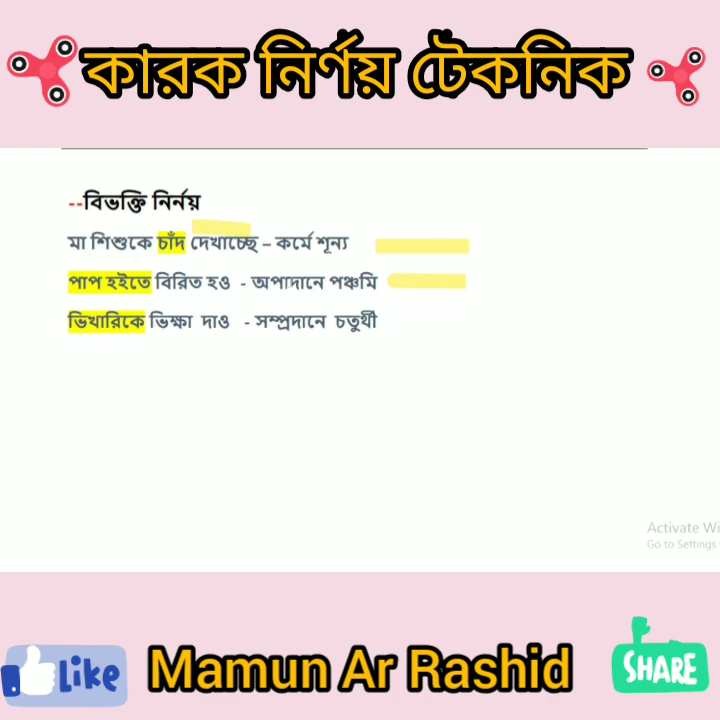 কারক নির্ণয় টেকনিক
--বিভক্তি নির্নয়
মা শিশুকে চাঁদ দেখাচ্ছে – কর্মে শূন্য
পাপ হইতে বিরিত হও - অপাদানে পঞ্চমি
ভিখারিকে ভিক্ষা দাও - সম্প্রদানে চতুর্থী
Activate Wi
Go to Settings
Like
Mamun Ar Rashid
SHARE